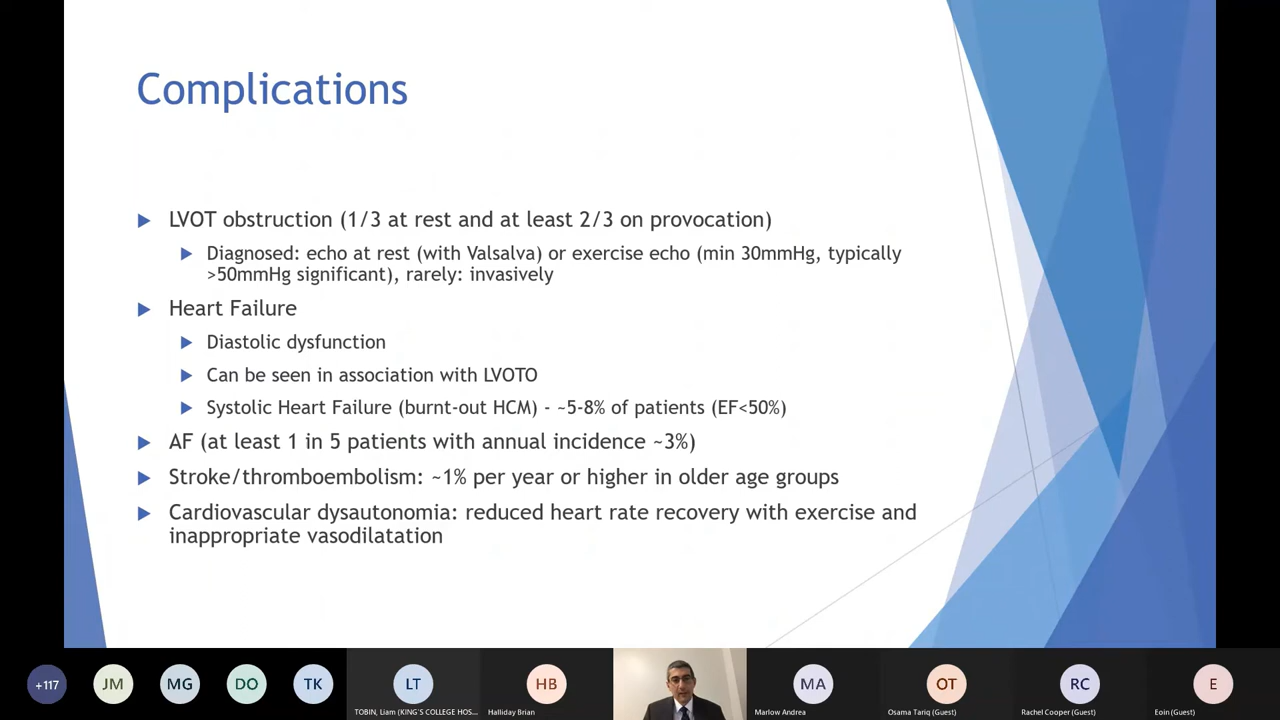 Complications
LVOT obstruction (1/3 at rest and at least 2/3 on provocation)
Diagnosed: echo at rest (with Valsalva) or exercise echo (min 30mmHg, typically
>50mmHg significant), rarely: invasively
Heart Failure
Diastolic dysfunction
Can be seen in association with LVOTO
Systolic Heart Failure (burnt-out HCM) - ~5-8% of patients (EF<50%)
AF (at least 1 in 5 patients with annual incidence ~3%)
Stroke/thromboembolism: ~1% per year or higher in older age groups
Cardiovascular dysautonomia: reduced heart rate recovery with exercise and
inappropriate vasodilatation
+117
JM
MG
DO
TK
LT
HB
MA
OT
RC
E
TOBIN, Liam (KING'S COLLEGE HOS...
Halliday Brian
Marlow Andrea
Osama Tariq (Guest)
Rachel Cooper (Guest)
Eoin (Guest)